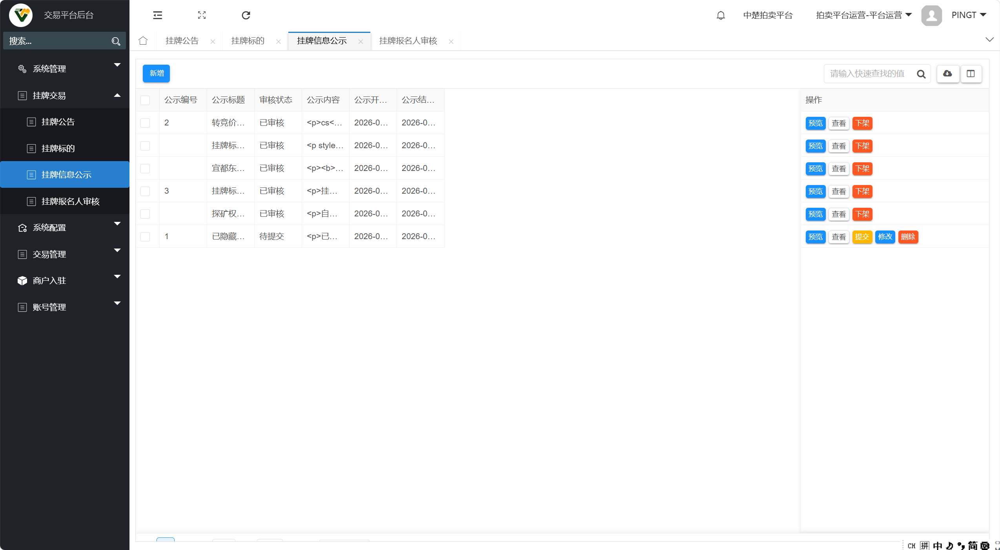 交易平台后台
中楚拍卖平台
拍卖平台运营-平台运营
PINGT
搜索...
挂牌公告
挂牌标的
挂牌信息公示
挂牌报名人审核
系统管理
挂牌交易
挂牌公告
挂牌标的
挂牌信息公示
挂牌报名人审核
系统配置
交易管理
商户入驻
账号管理
新增
请输入快速查找的值
公示编号 公示标题 审核状态 公示内容 公示开... 公示结... 操作
2 转竞价... 已审核 <p>cs<... 2026-0... 2026-0... 预览 查看 下架
挂牌标... 已审核 <p style... 2026-0... 2026-0... 预览 查看 下架
宜都东... 已审核 <p><b>... 2026-0... 2026-0... 预览 查看 下架
3 挂牌标... 已审核 <p>挂... 2026-0... 2026-0... 预览 查看 下架
探矿权... 已审核 <p>自... 2026-0... 2026-0... 预览 查看 下架
1 已隐藏... 待提交 <p>已... 2026-0... 2026-0... 预览 查看 提交 修改 删除
CH 拼 中 简